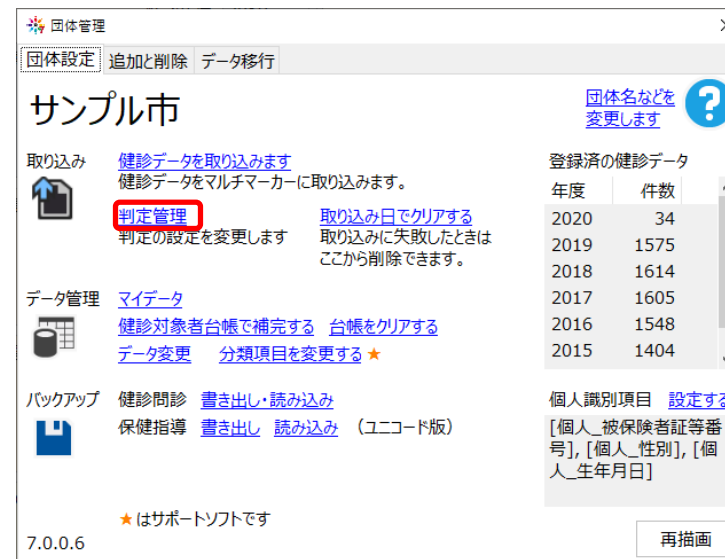 団体管理
団体設定 追加と削除 データ移行
サンプル市
団体名などを
変更します
取り込み
健診データを取り込みます
健診データをマルチマーカーに取り込みます。
判定管理
判定の設定を変更します
取り込み日でクリアする
取り込みに失敗したときは
ここから削除できます。
登録済の健診データ
年度 件数
2020 34
2019 1575
2018 1614
2017 1605
2016 1548
2015 1404
データ管理
マイデータ
健診対象者台帳で補完する 台帳をクリアする
データ変更 分類項目を変更する ★
バックアップ
健診問診 書き出し・読み込み
保健指導 書き出し 読み込み (ユニコード版)
個人識別項目 設定する
[個人_被保険者証等番
号], [個人_性別], [個
人_生年月日]
★はサポートソフトです
7.0.0.6
再描画